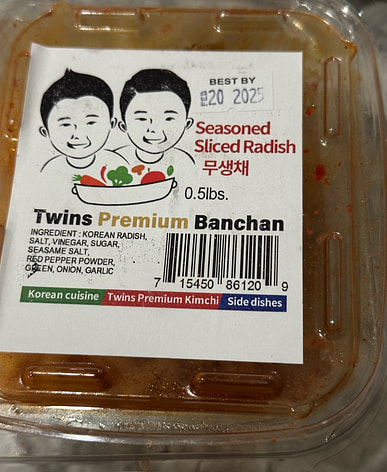 BEST BY
20 2025
Seasoned
Sliced Radish
무생채
0.5lbs.
Twins Premium Banchan
INGREDIENT : KOREAN RADISH,
SALT, VINEGAR, SUGAR,
SEASAME SALT,
RED PEPPER POWDER,
GREEN, ONION, GARLIC
7 15450 86120 9
Korean cuisine Twins Premium Kimchi Side dishes